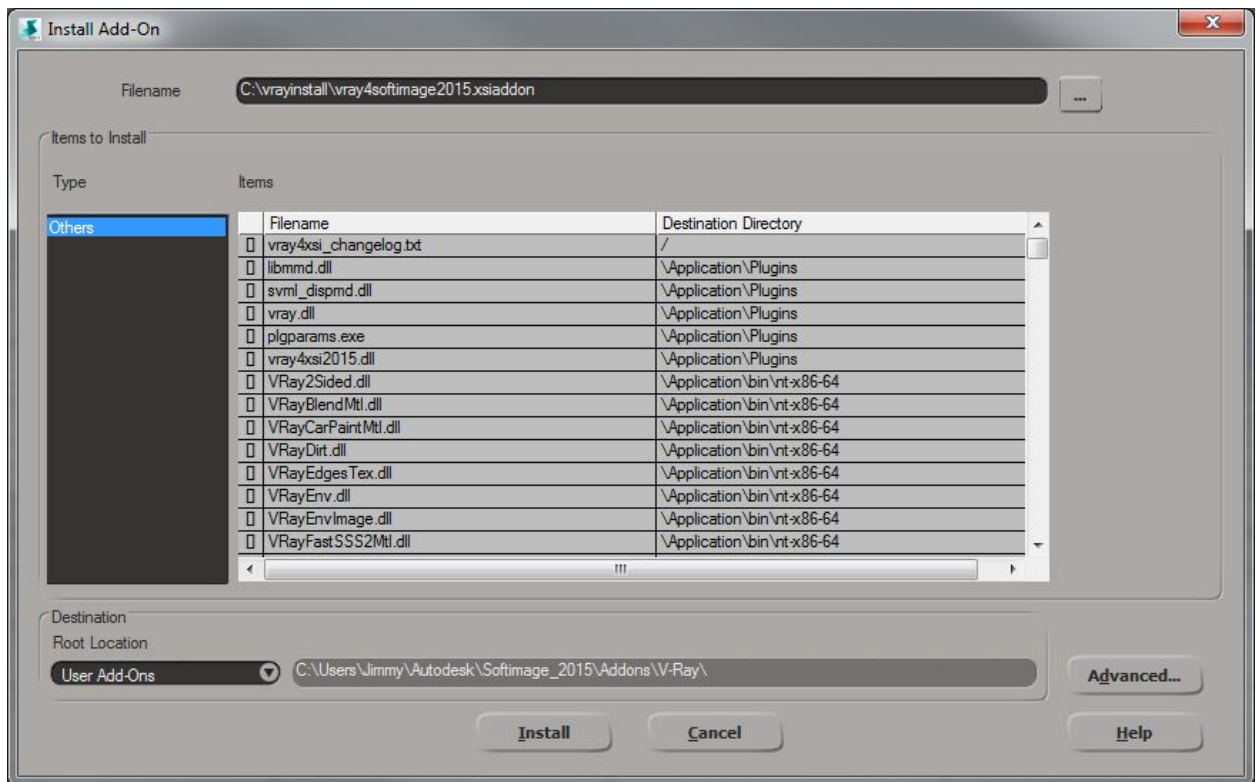 Install Add-On
Filename C:\vrayinstall\vray4softimage2015.xsiaddon ...
Items to Install
Type Items
Others
Filename Destination Directory
vray4xsi_changelog.txt /
libmmd.dll \Application\Plugins
svml_dispmd.dll \Application\Plugins
vray.dll \Application\Plugins
plgparams.exe \Application\Plugins
vray4xsi2015.dll \Application\Plugins
VRay2Sided.dll \Application\bin\nt-x86-64
VRayBlendMtl.dll \Application\bin\nt-x86-64
VRayCarPaintMtl.dll \Application\bin\nt-x86-64
VRayDirt.dll \Application\bin\nt-x86-64
VRayEdgesTex.dll \Application\bin\nt-x86-64
VRayEnv.dll \Application\bin\nt-x86-64
VRayEnvImage.dll \Application\bin\nt-x86-64
VRayFastSSS2Mtl.dll \Application\bin\nt-x86-64
Destination
Root Location
User Add-Ons C:\Users\Jimmy\Autodesk\Softimage_2015\Addons\V-Ray\ Advanced...
Install Cancel Help